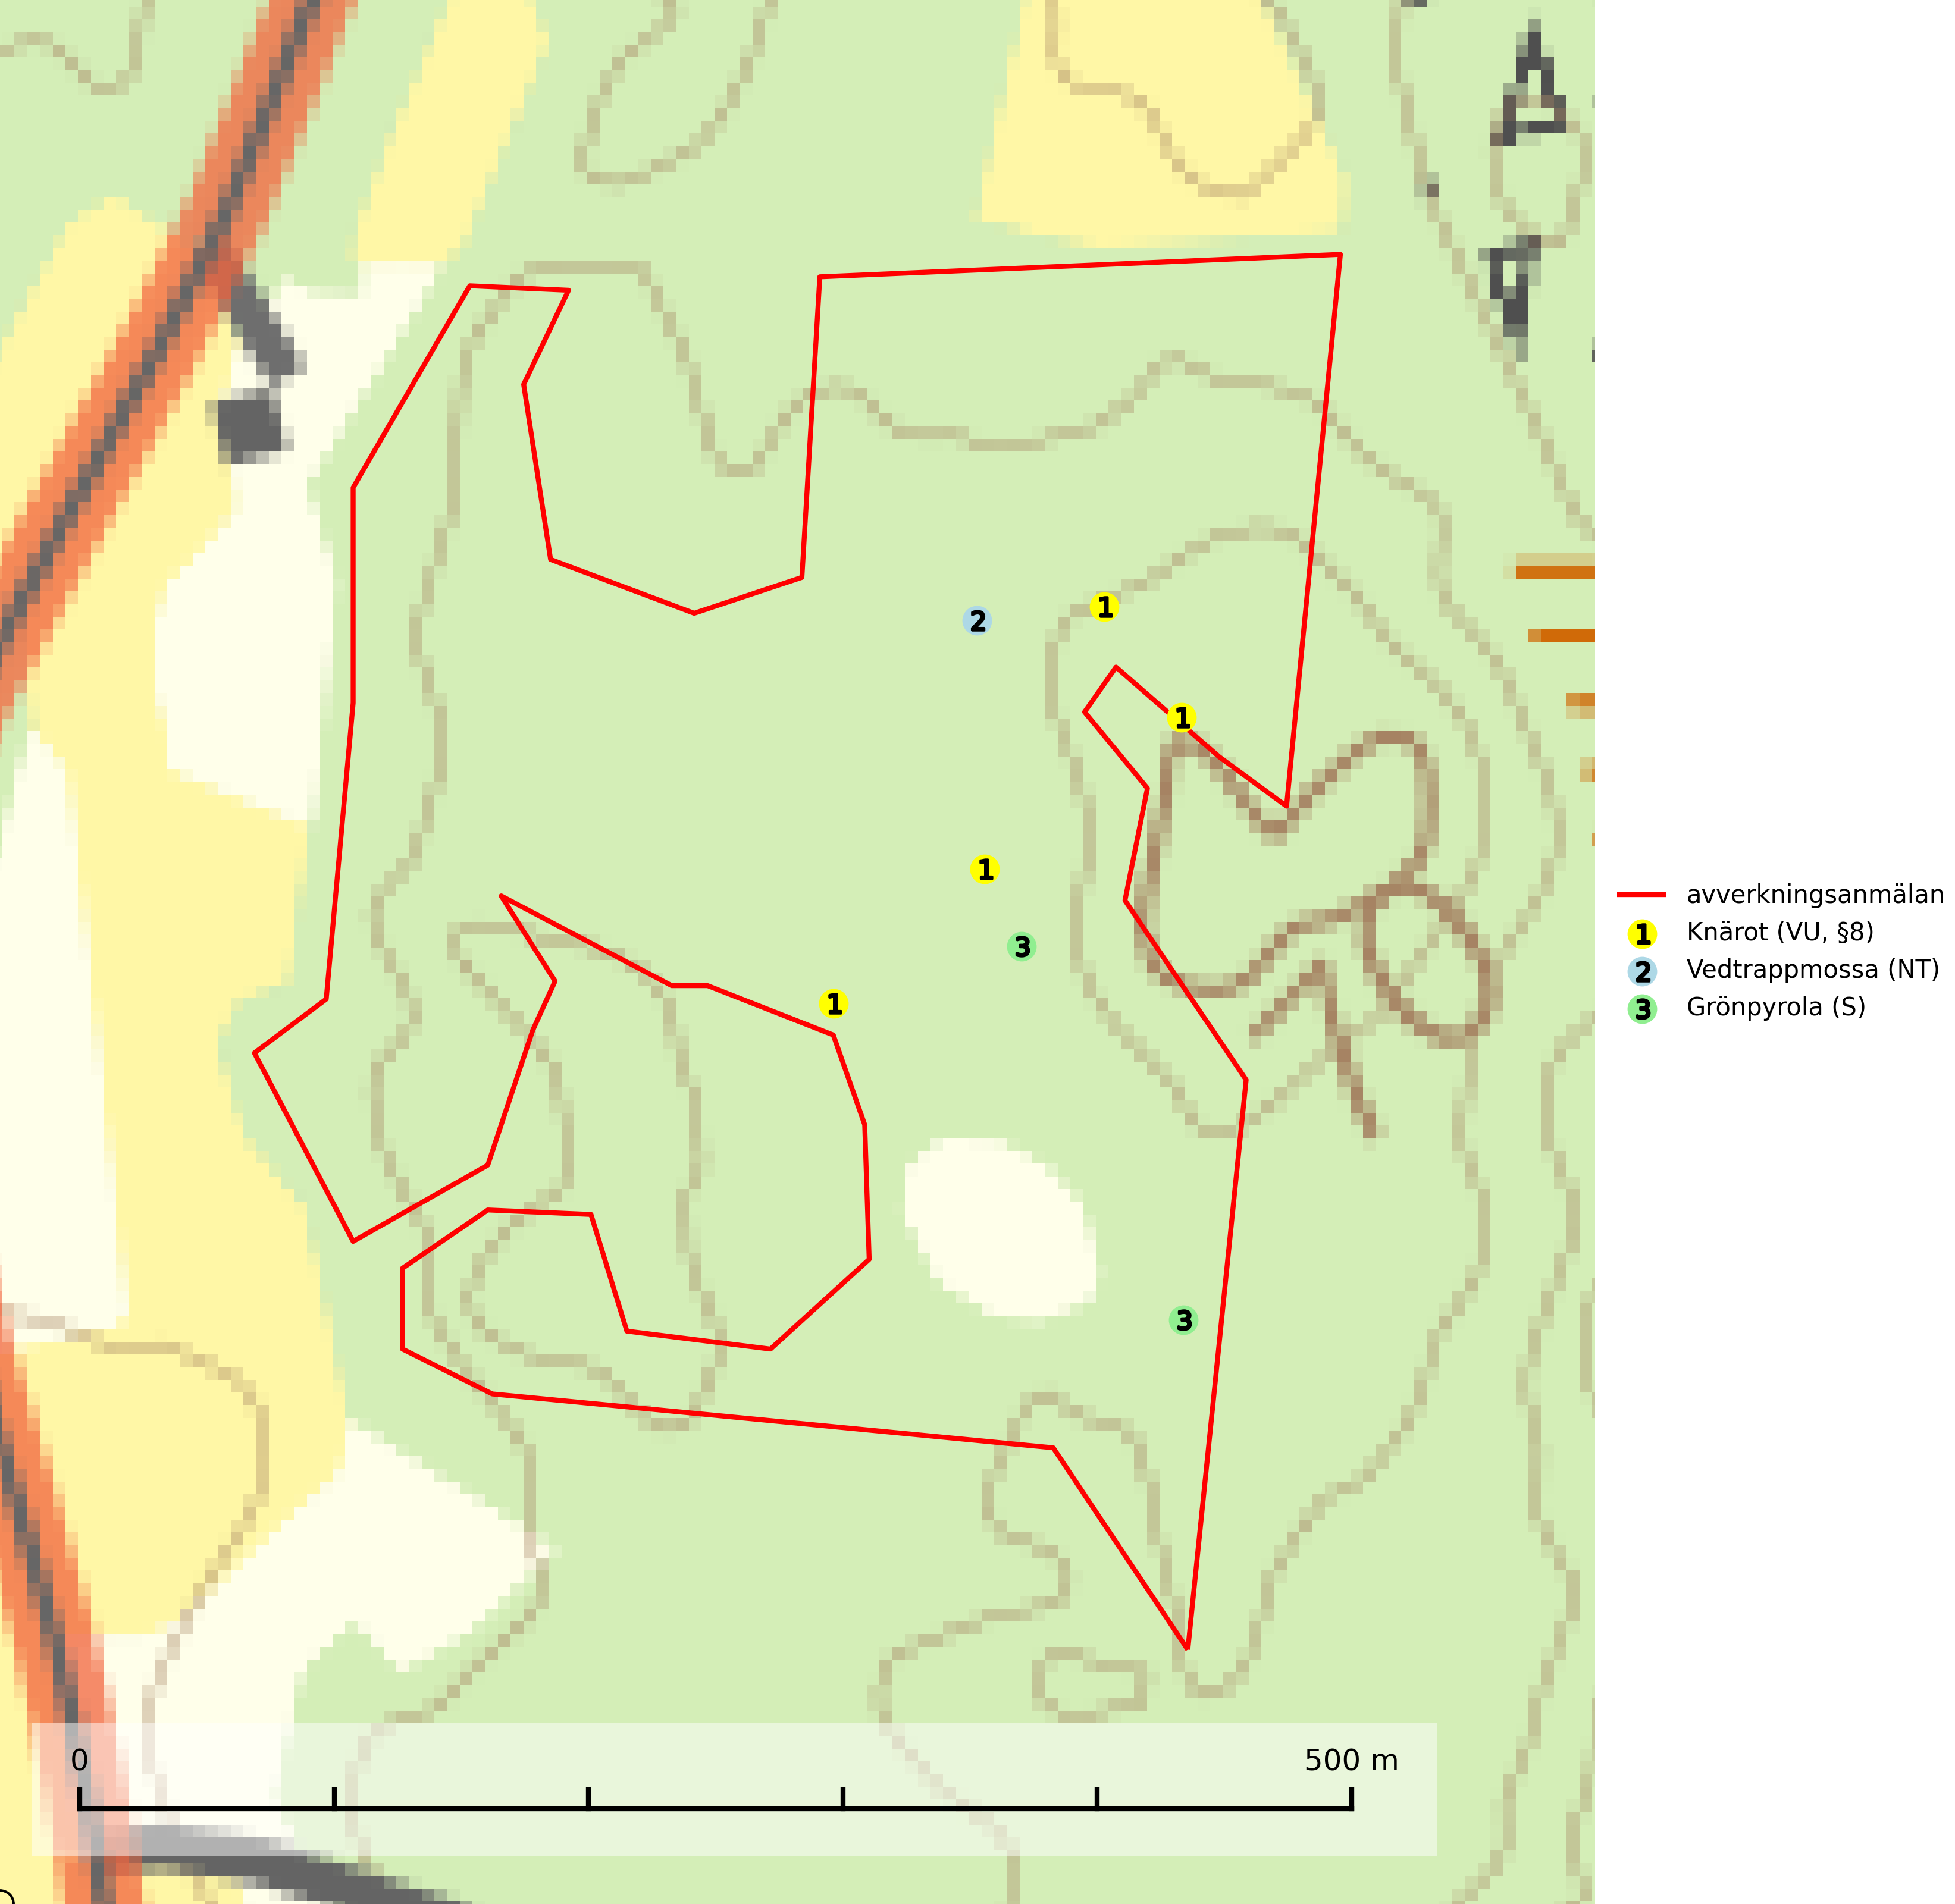 2
1
1
1
3
1
3
avverkningsanmälan
1 Knärot (VU, §8)
2 Vedtrappmossa (NT)
3 Grönpyrola (S)
0 500 m